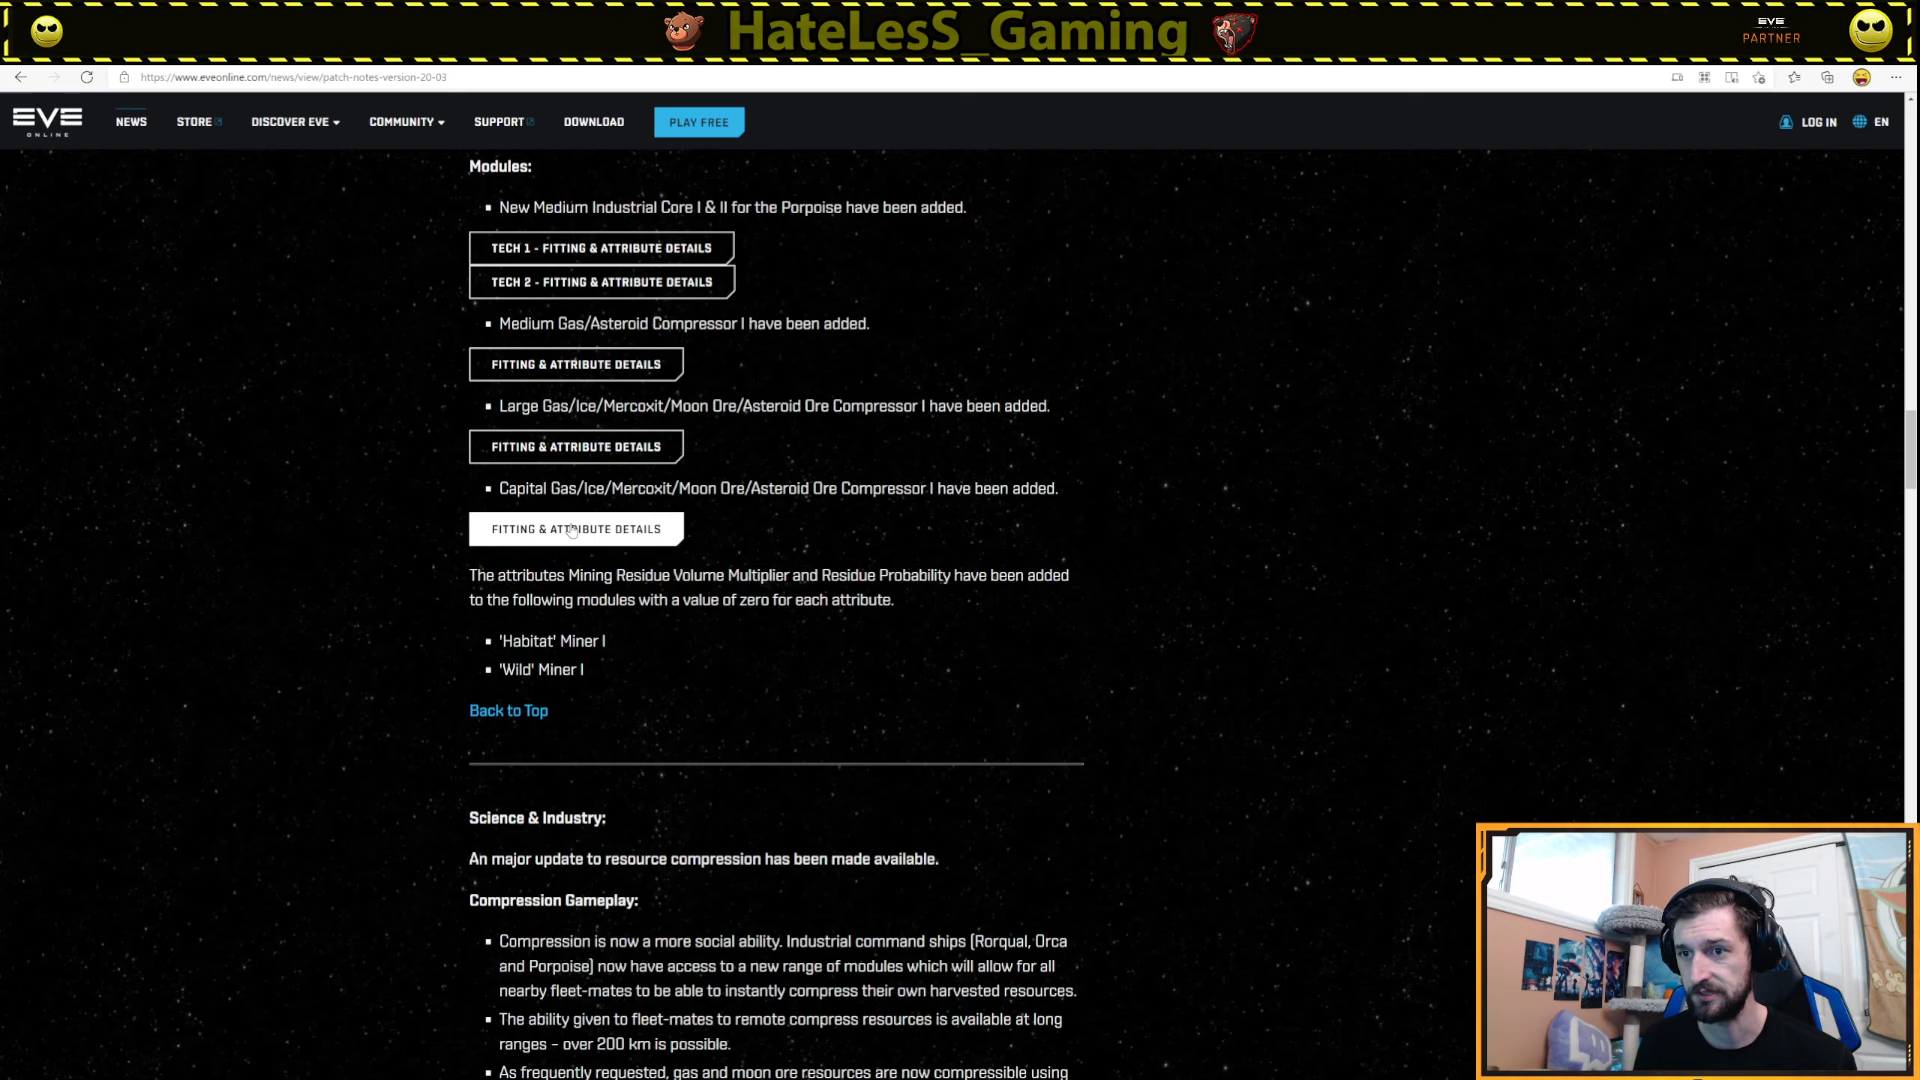 HateLesS_Gaming
EVE
PARTNER
https://www.eveonline.com/news/view/patch-notes-version-20-03
EVE
ONLINE
NEWS
STORE
DISCOVER EVE
COMMUNITY
SUPPORT
DOWNLOAD
PLAY FREE
LOG IN
EN
Modules:
New Medium Industrial Core I & II for the Porpoise have been added.
TECH 1 - FITTING & ATTRIBUTE DETAILS
TECH 2 - FITTING & ATTRIBUTE DETAILS
Medium Gas/Asteroid Compressor I have been added.
FITTING & ATTRIBUTE DETAILS
Large Gas/Ice/Mercoxit/Moon Ore/Asteroid Ore Compressor I have been added.
FITTING & ATTRIBUTE DETAILS
Capital Gas/Ice/Mercoxit/Moon Ore/Asteroid Ore Compressor I have been added.
FITTING & ATTRIBUTE DETAILS
The attributes Mining Residue Volume Multiplier and Residue Probability have been added
to the following modules with a value of zero for each attribute.
'Habitat' Miner I
'Wild' Miner I
Back to Top
Science & Industry:
An major update to resource compression has been made available.
Compression Gameplay:
Compression is now a more social ability. Industrial command ships (Rorqual, Orca
and Porpoise) now have access to a new range of modules which will allow for all
nearby fleet-mates to be able to instantly compress their own harvested resources.
The ability given to fleet-mates to remote compress resources is available at long
ranges – over 200 km is possible.
As frequently requested, gas and moon ore resources are now compressible using